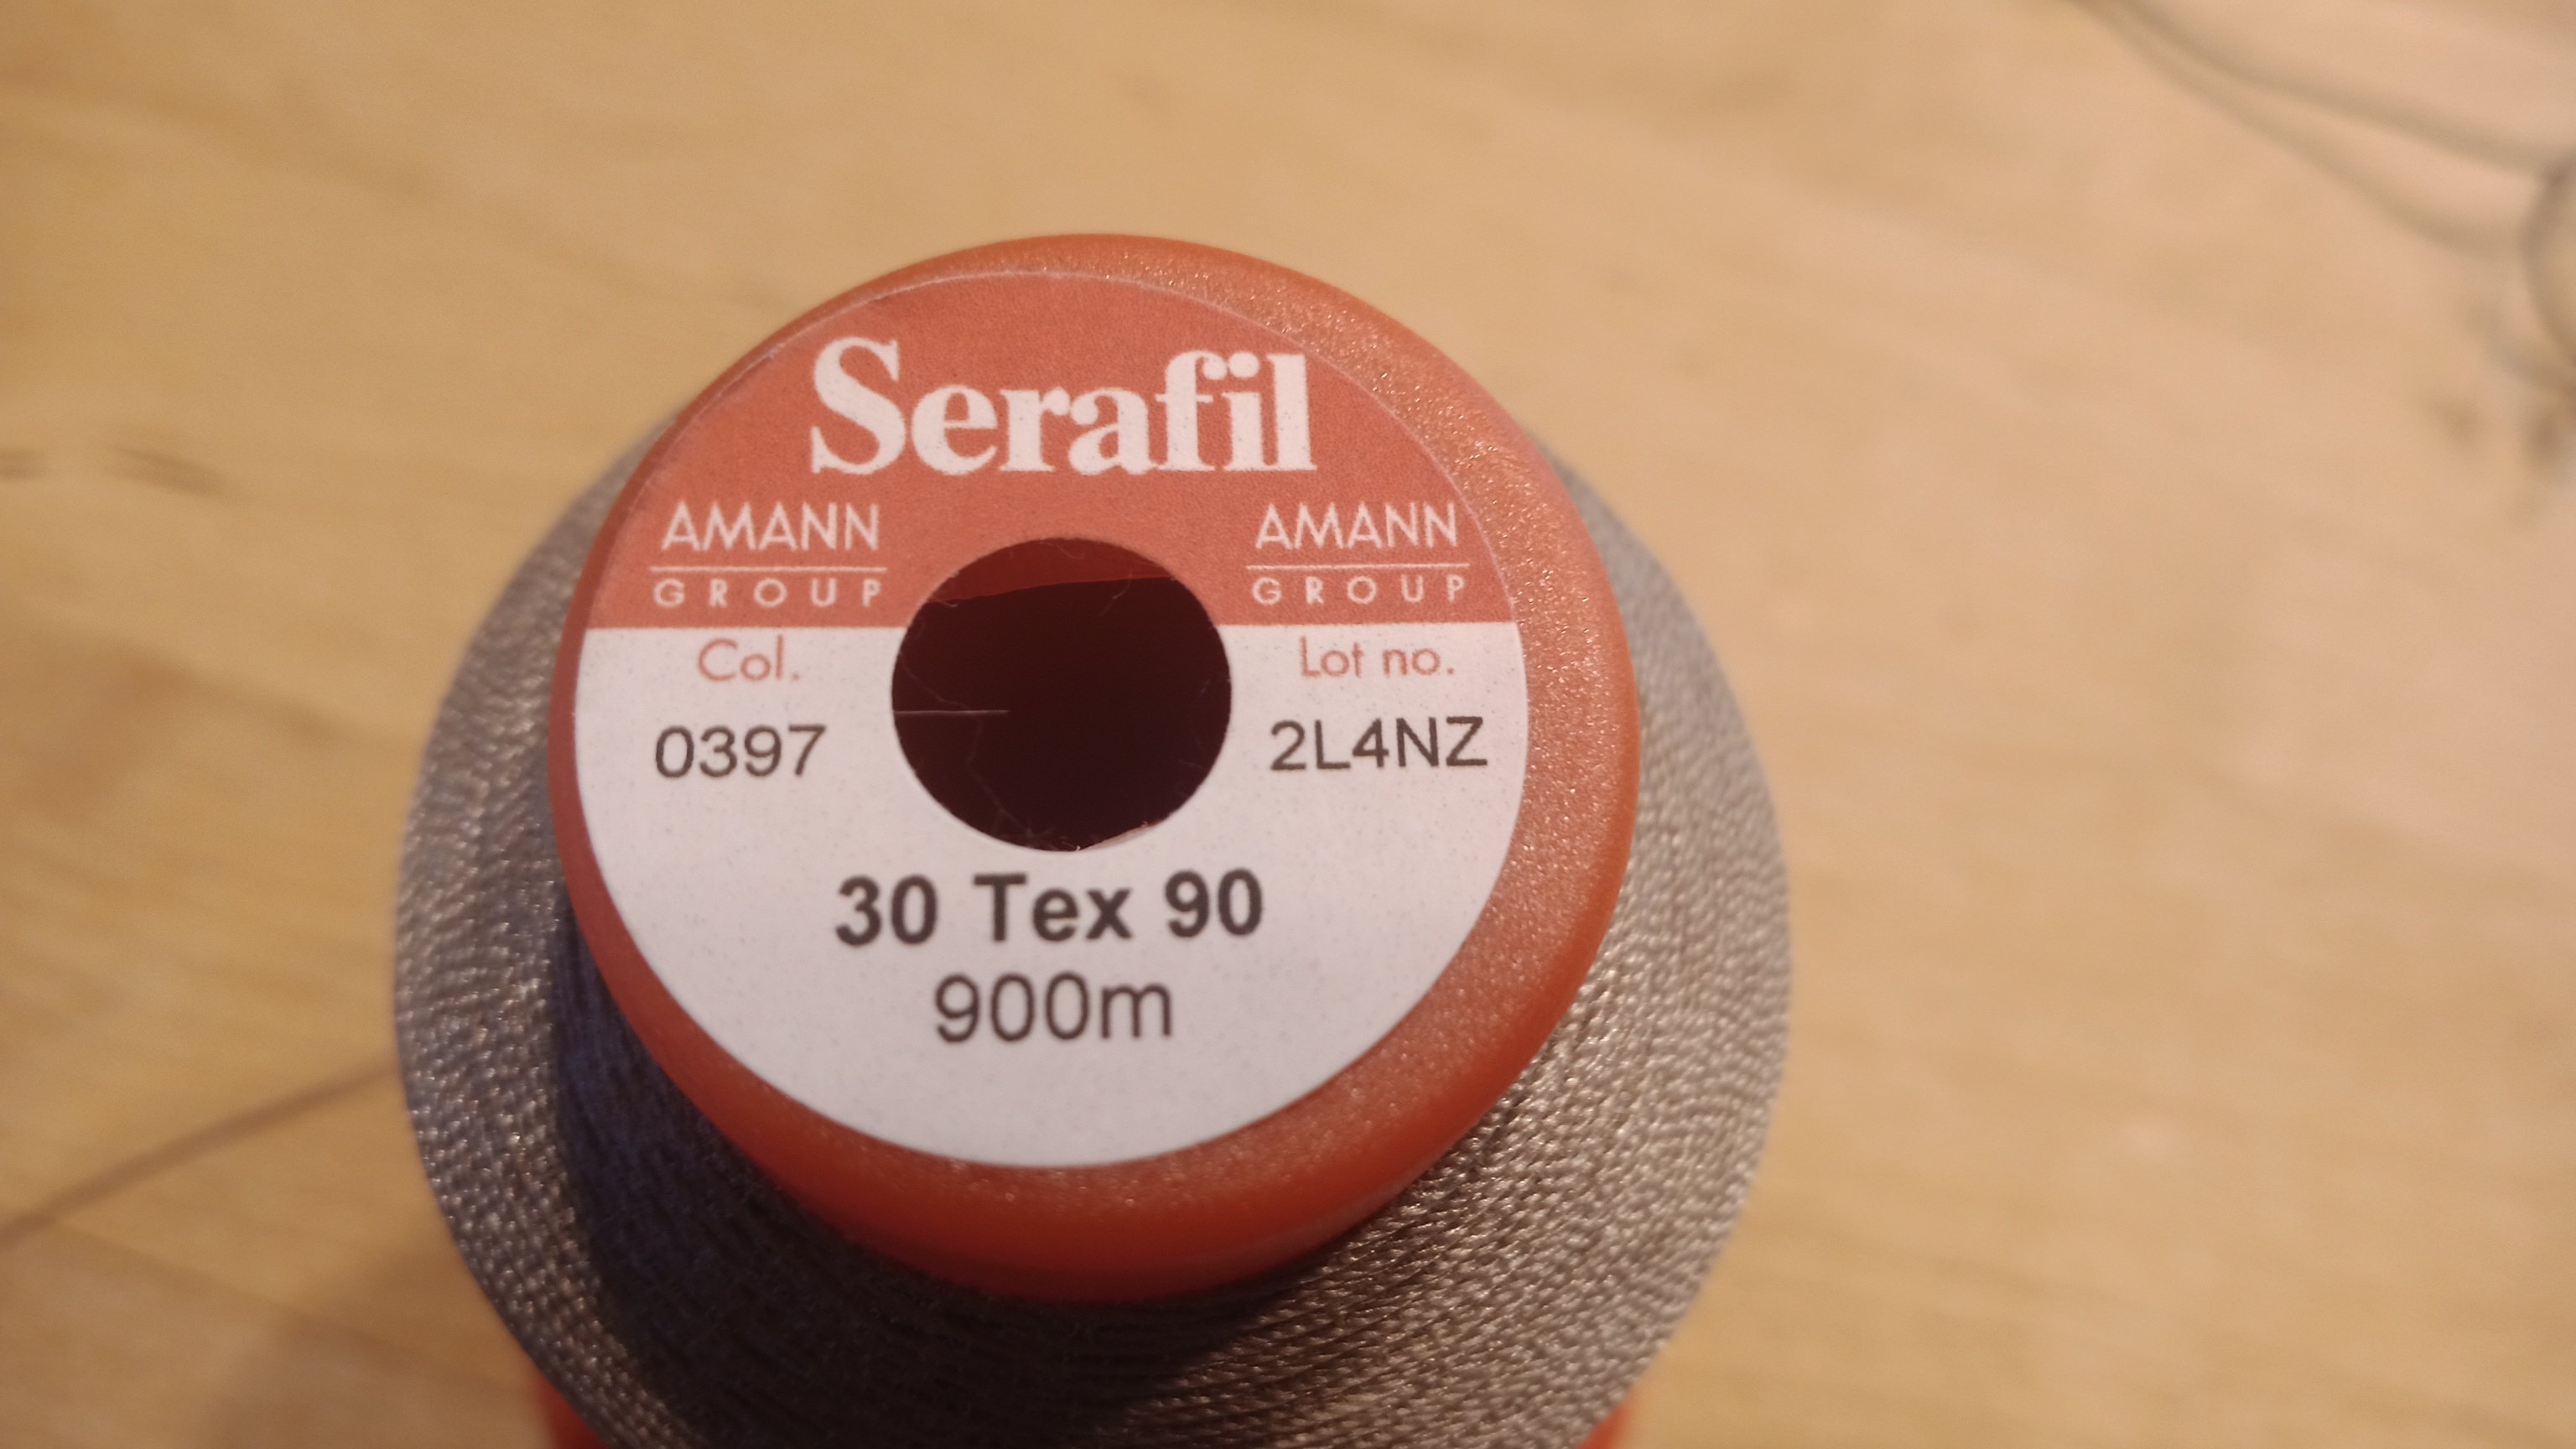 Serafil
AMANN AMANN
GROUP GROUP
Col. Lot no.
0397 2L4NZ
30 Tex 90
900m